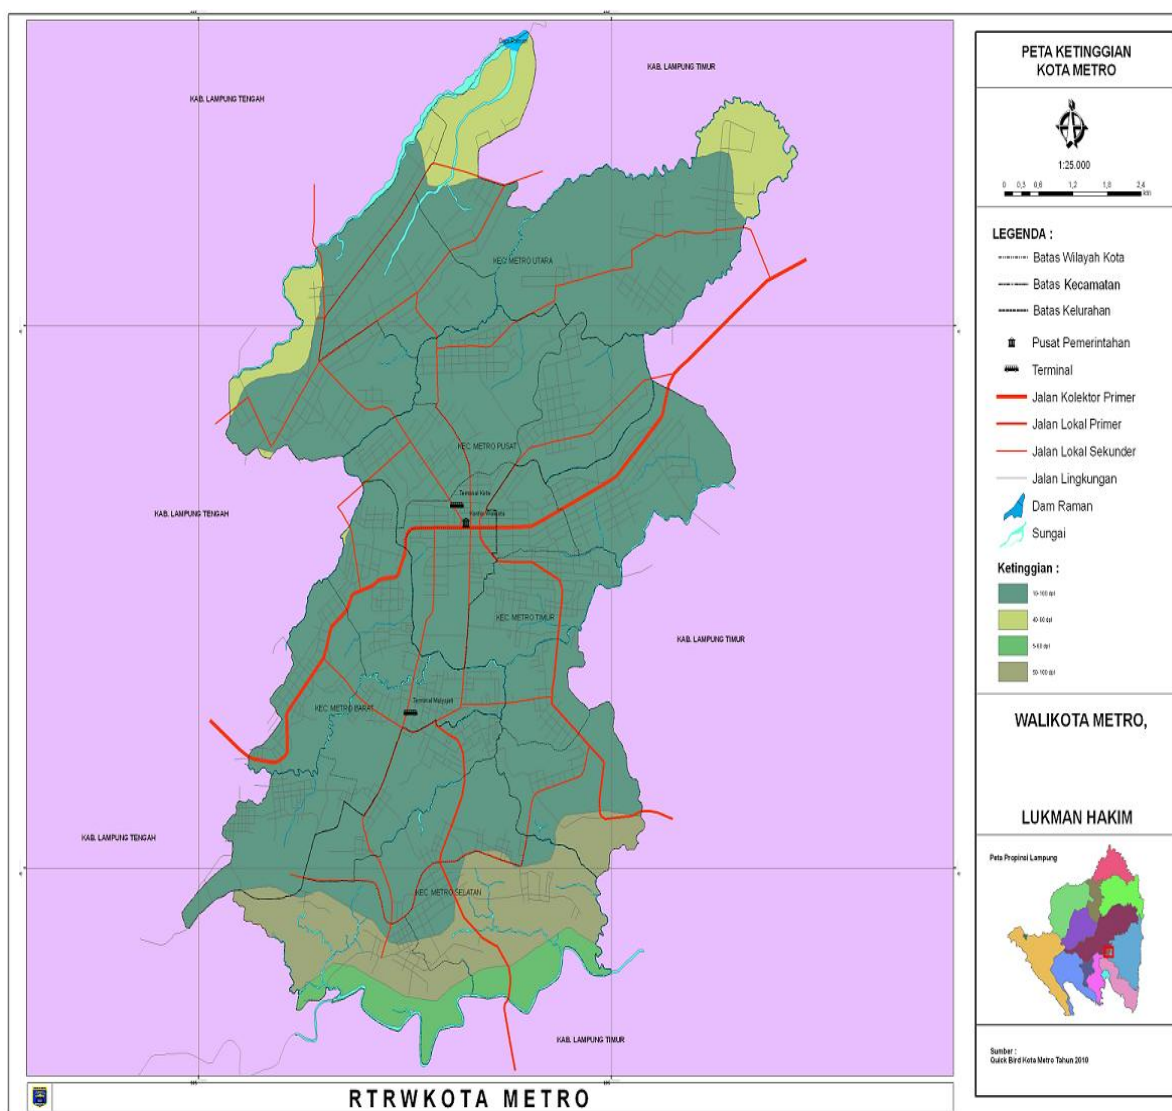 KAB. LAMPUNG TENGAH
KAB. LAMPUNG TIMUR
KEC. METRO UTARA
KEC. METRO PUSAT
Terminal Kota
KAB. LAMPUNG TENGAH
KEC. METRO TIMUR
KAB. LAMPUNG TIMUR
KEC. METRO BARAT
KAB. LAMPUNG TENGAH
KEC. METRO SELATAN
KAB. LAMPUNG TIMUR
RTRWKOTA METRO
PETA KETINGGIAN
KOTA METRO
1:25.000
0 0,3 0,6 1,2 1,8 2,4
km
LEGENDA :
Batas Wilayah Kota
Batas Kecamatan
Batas Kelurahan
Pusat Pemerintahan
Terminal
Jalan Kolektor Primer
Jalan Lokal Primer
Jalan Lokal Sekunder
Jalan Lingkungan
Dam Raman
Sungai
Ketinggian :
WALIKOTA METRO,
LUKMAN HAKIM
Peta Propinsi Lampung
Sumber :
Quick Bird Kota Metro Tahun 2010